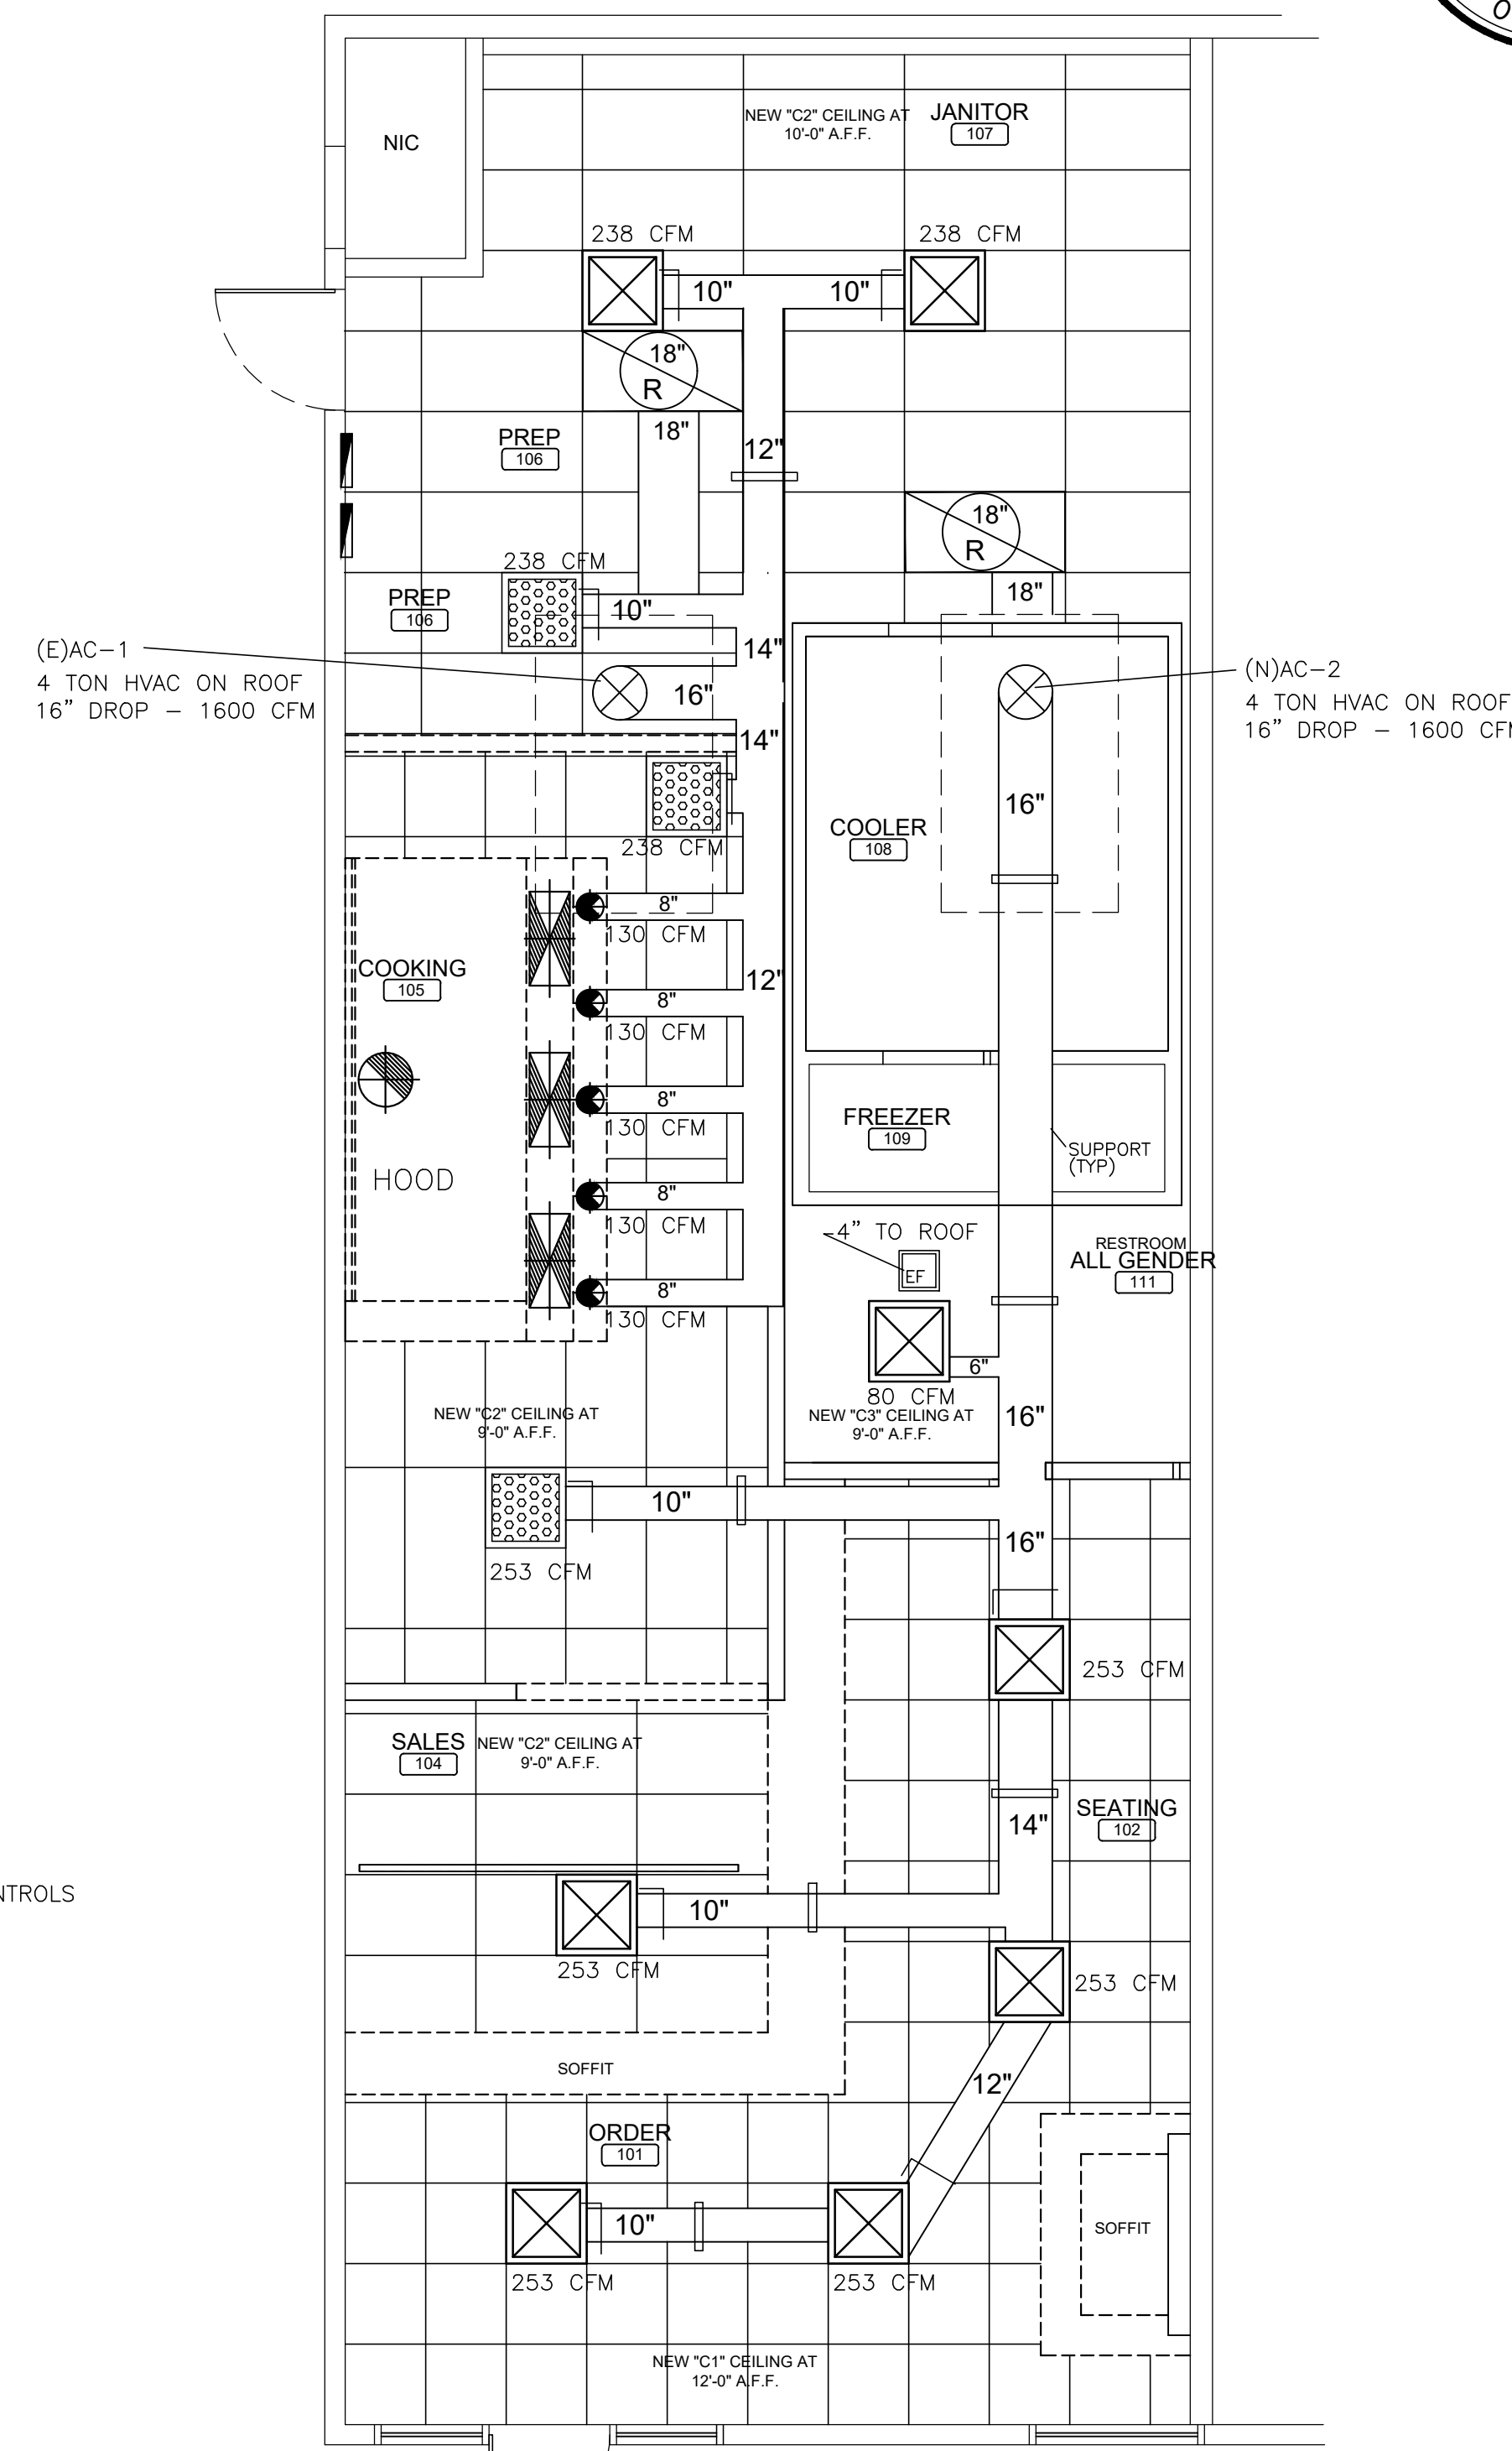 O
NEW "C2" CEILING AT
10'-0" A.F.F.
JANITOR
107
NIC
238 CFM
238 CFM
10"
10"
18"
R
18"
12"
PREP
106
18"
R
18"
238 CFM
10"
PREP
106
14"
(E)AC-1
4 TON HVAC ON ROOF
16" DROP - 1600 CFM
16"
(N)AC-2
4 TON HVAC ON ROOF
16" DROP - 1600 CFM
14"
16"
COOLER
108
238 CFM
8"
130 CFM
COOKING
105
12"
8"
130 CFM
8"
130 CFM
FREEZER
109
SUPPORT
(TYP)
HOOD
8"
130 CFM
4" TO ROOF
EF
RESTROOM
ALL GENDER
111
8"
130 CFM
6"
80 CFM
NEW "C2" CEILING AT
9'-0" A.F.F.
NEW "C3" CEILING AT
9'-0" A.F.F.
16"
10"
16"
253 CFM
253 CFM
SALES
104
NEW "C2" CEILING AT
9'-0" A.F.F.
SEATING
102
14"
NTROLS
10"
253 CFM
253 CFM
SOFFIT
12"
ORDER
101
10"
SOFFIT
253 CFM
253 CFM
NEW "C1" CEILING AT
12'-0" A.F.F.